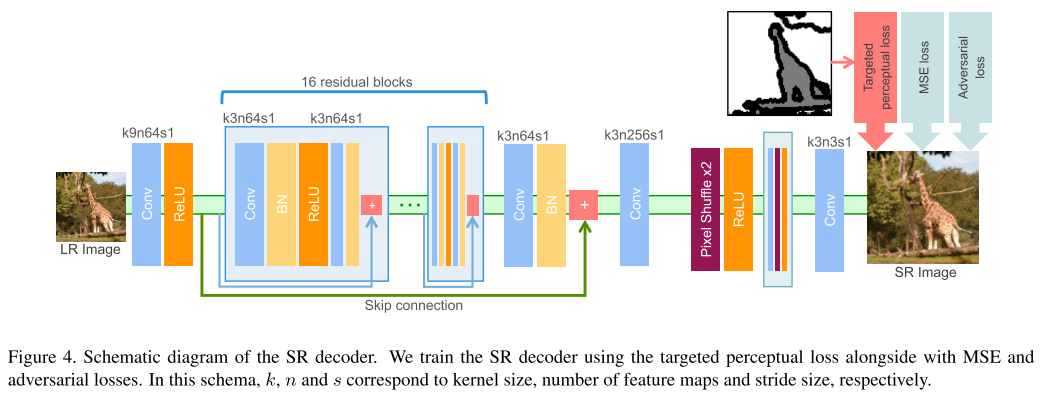 16 residual blocks
k9n64s1
k3n64s1
k3n64s1
k3n64s1
k3n256s1
k3n3s1
Targeted
perceptual loss
MSE loss
Adversarial
loss
Conv
ReLU
Conv
BN
ReLU
+
...
Conv
BN
+
Conv
Pixel Shuffle x2
ReLU
Conv
LR Image
SR Image
Skip connection
Figure 4. Schematic diagram of the SR decoder. We train the SR decoder using the targeted perceptual loss alongside with MSE and
adversarial losses. In this schema, k, n and s correspond to kernel size, number of feature maps and stride size, respectively.